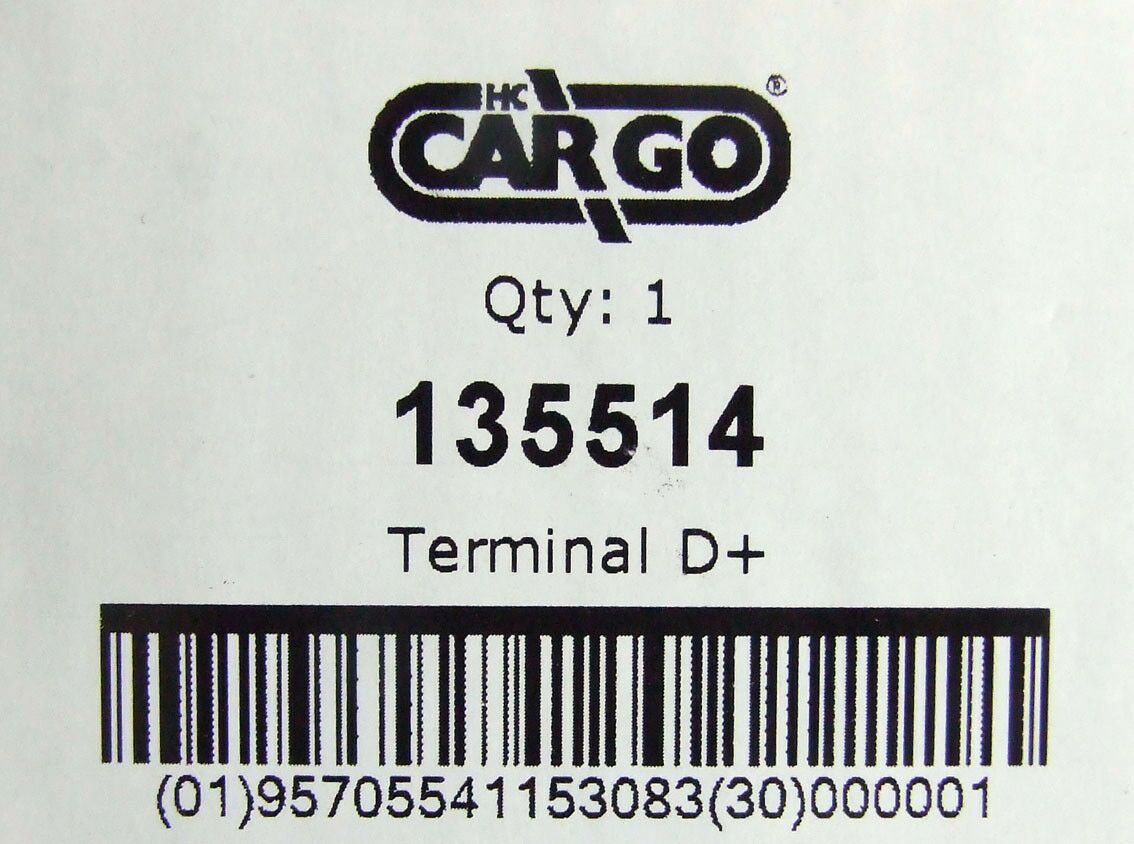 HC
CARGO®
Qty: 1
135514
Terminal D+
(01)95705541153083(30)000001